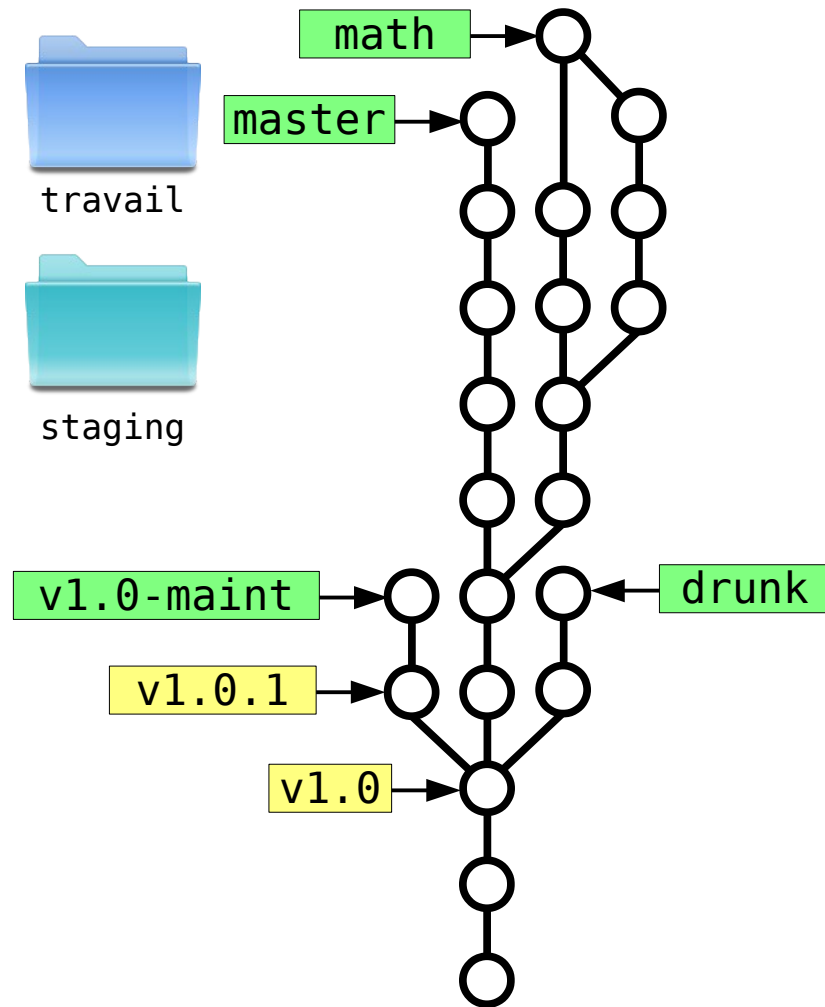 math
master
travail
staging
v1.0-maint
drunk
v1.0.1
v1.0